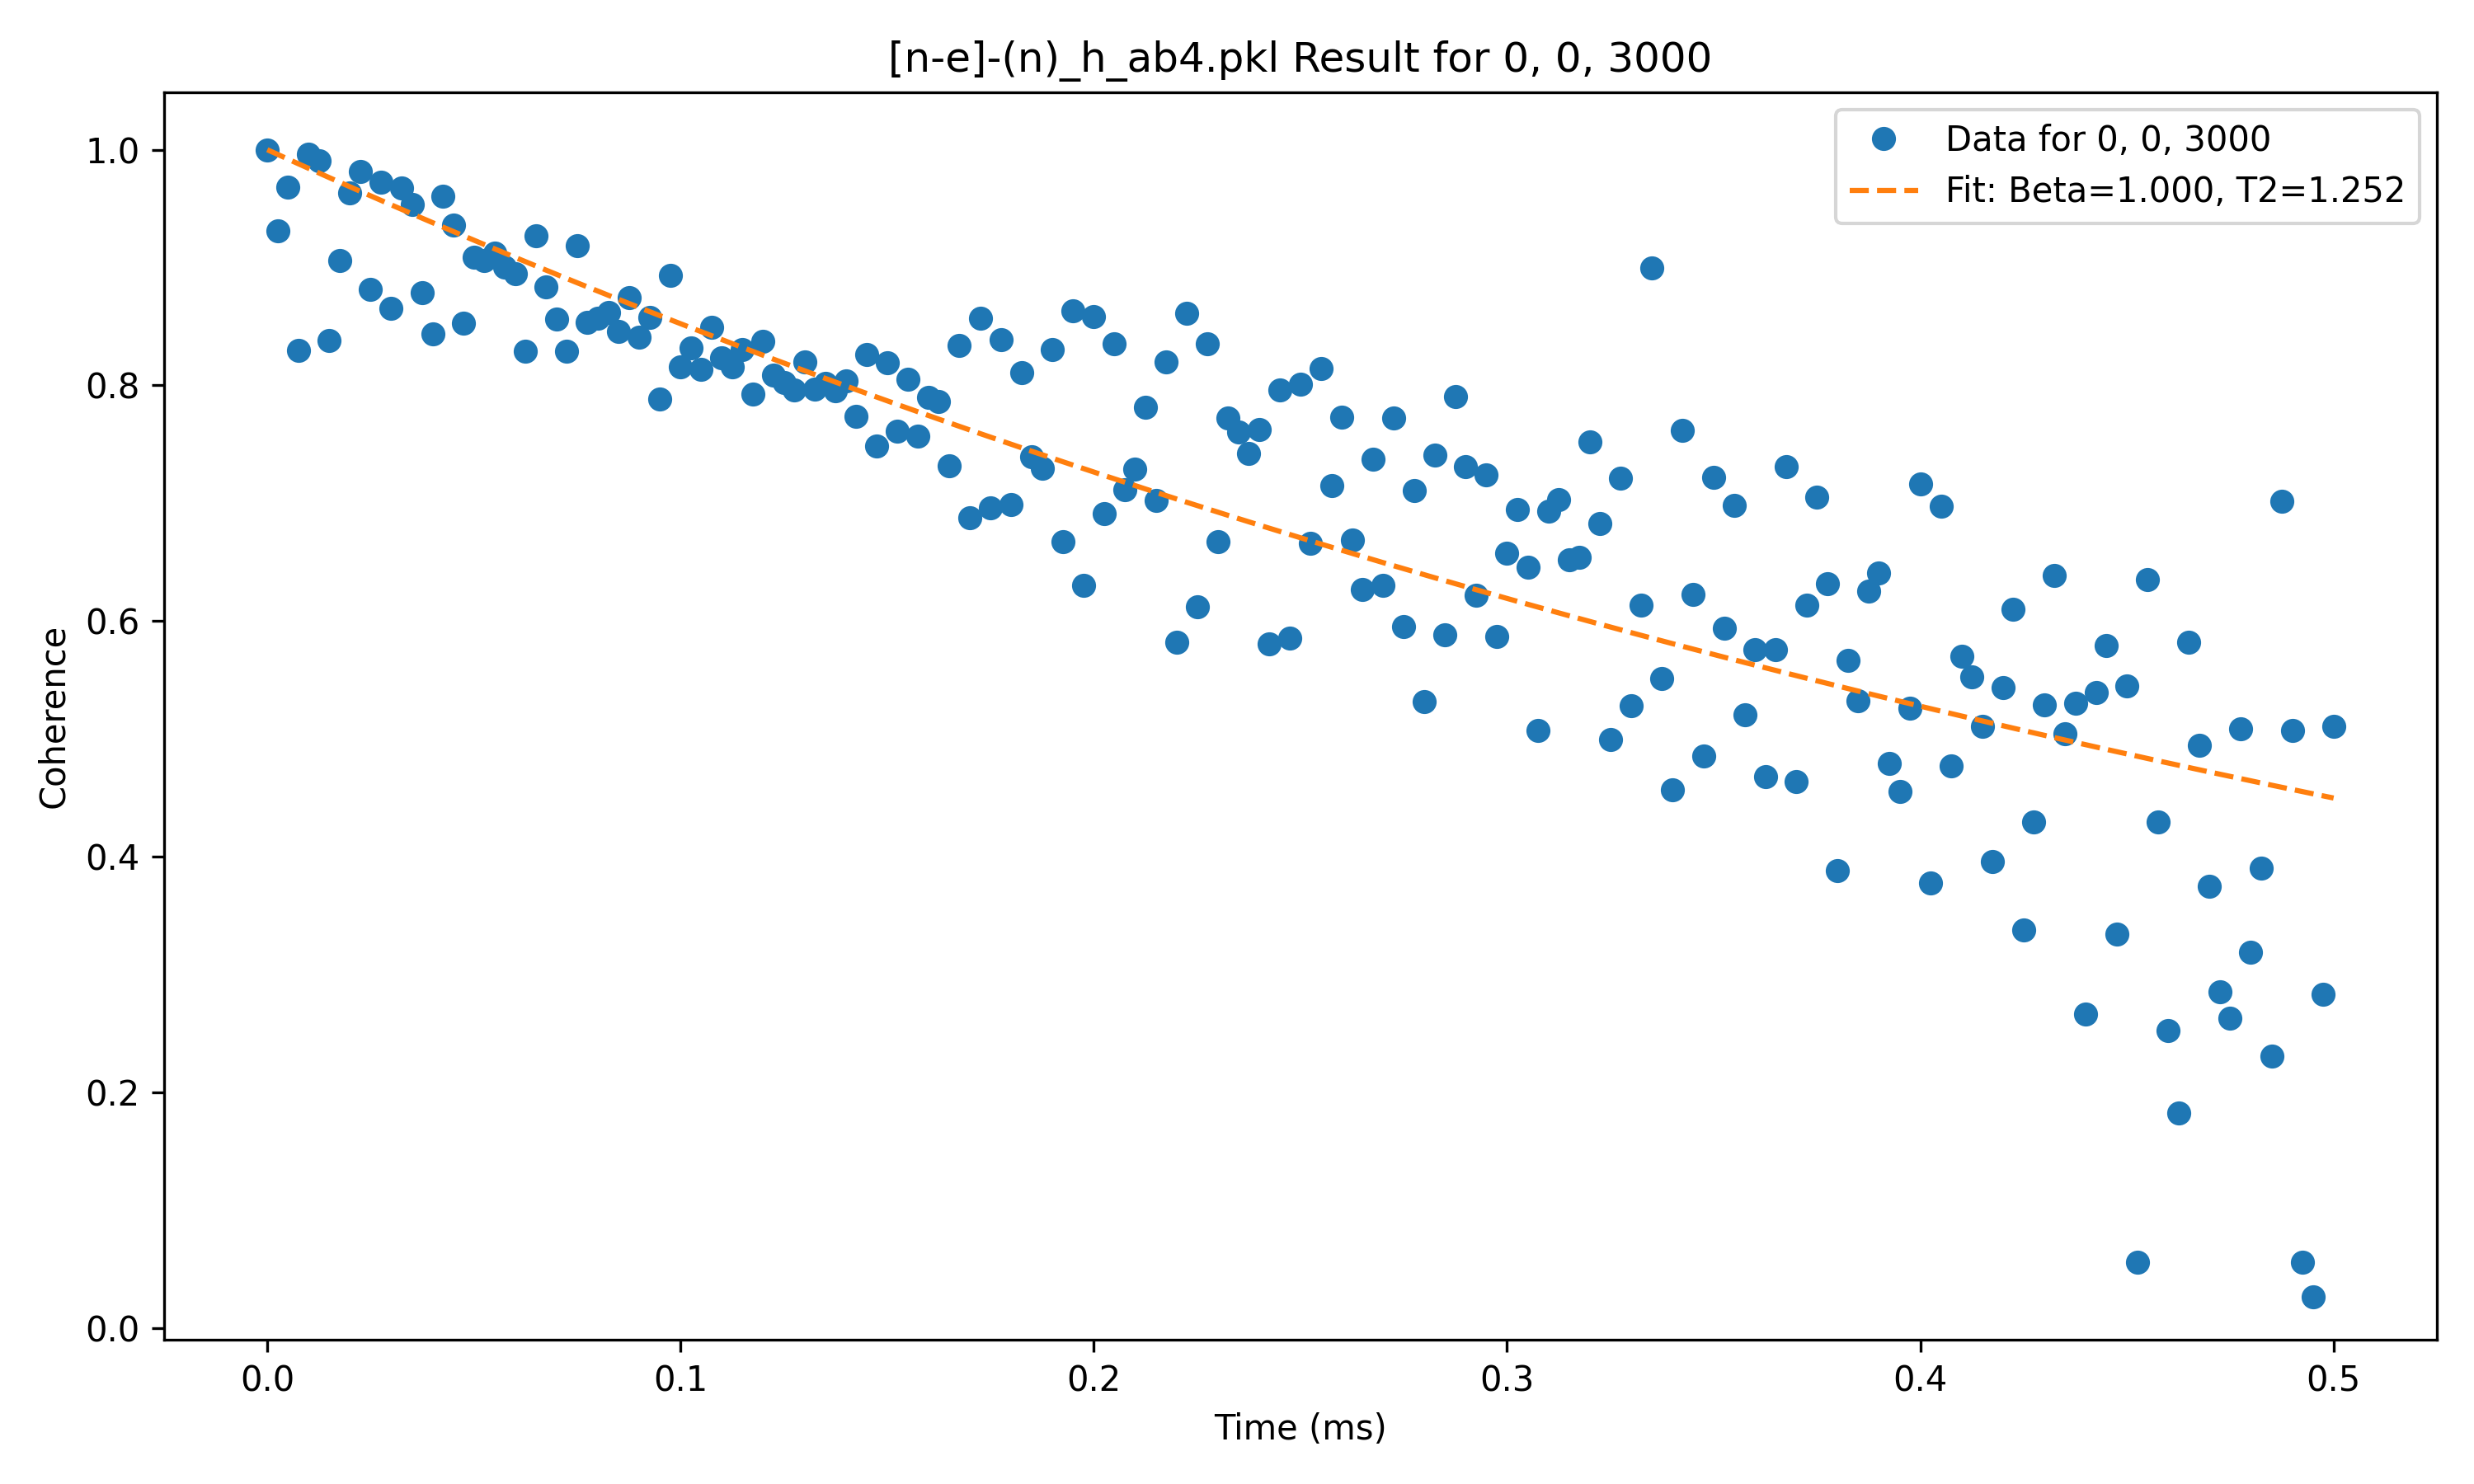 [n-e]-(n)_h_ab4.pkl Result for 0, 0, 3000
Data for 0, 0, 3000
Fit: Beta=1.000, T2=1.252
Coherence
1.0
0.8
0.6
0.4
0.2
0.0
0.0 0.1 0.2 0.3 0.4 0.5
Time (ms)